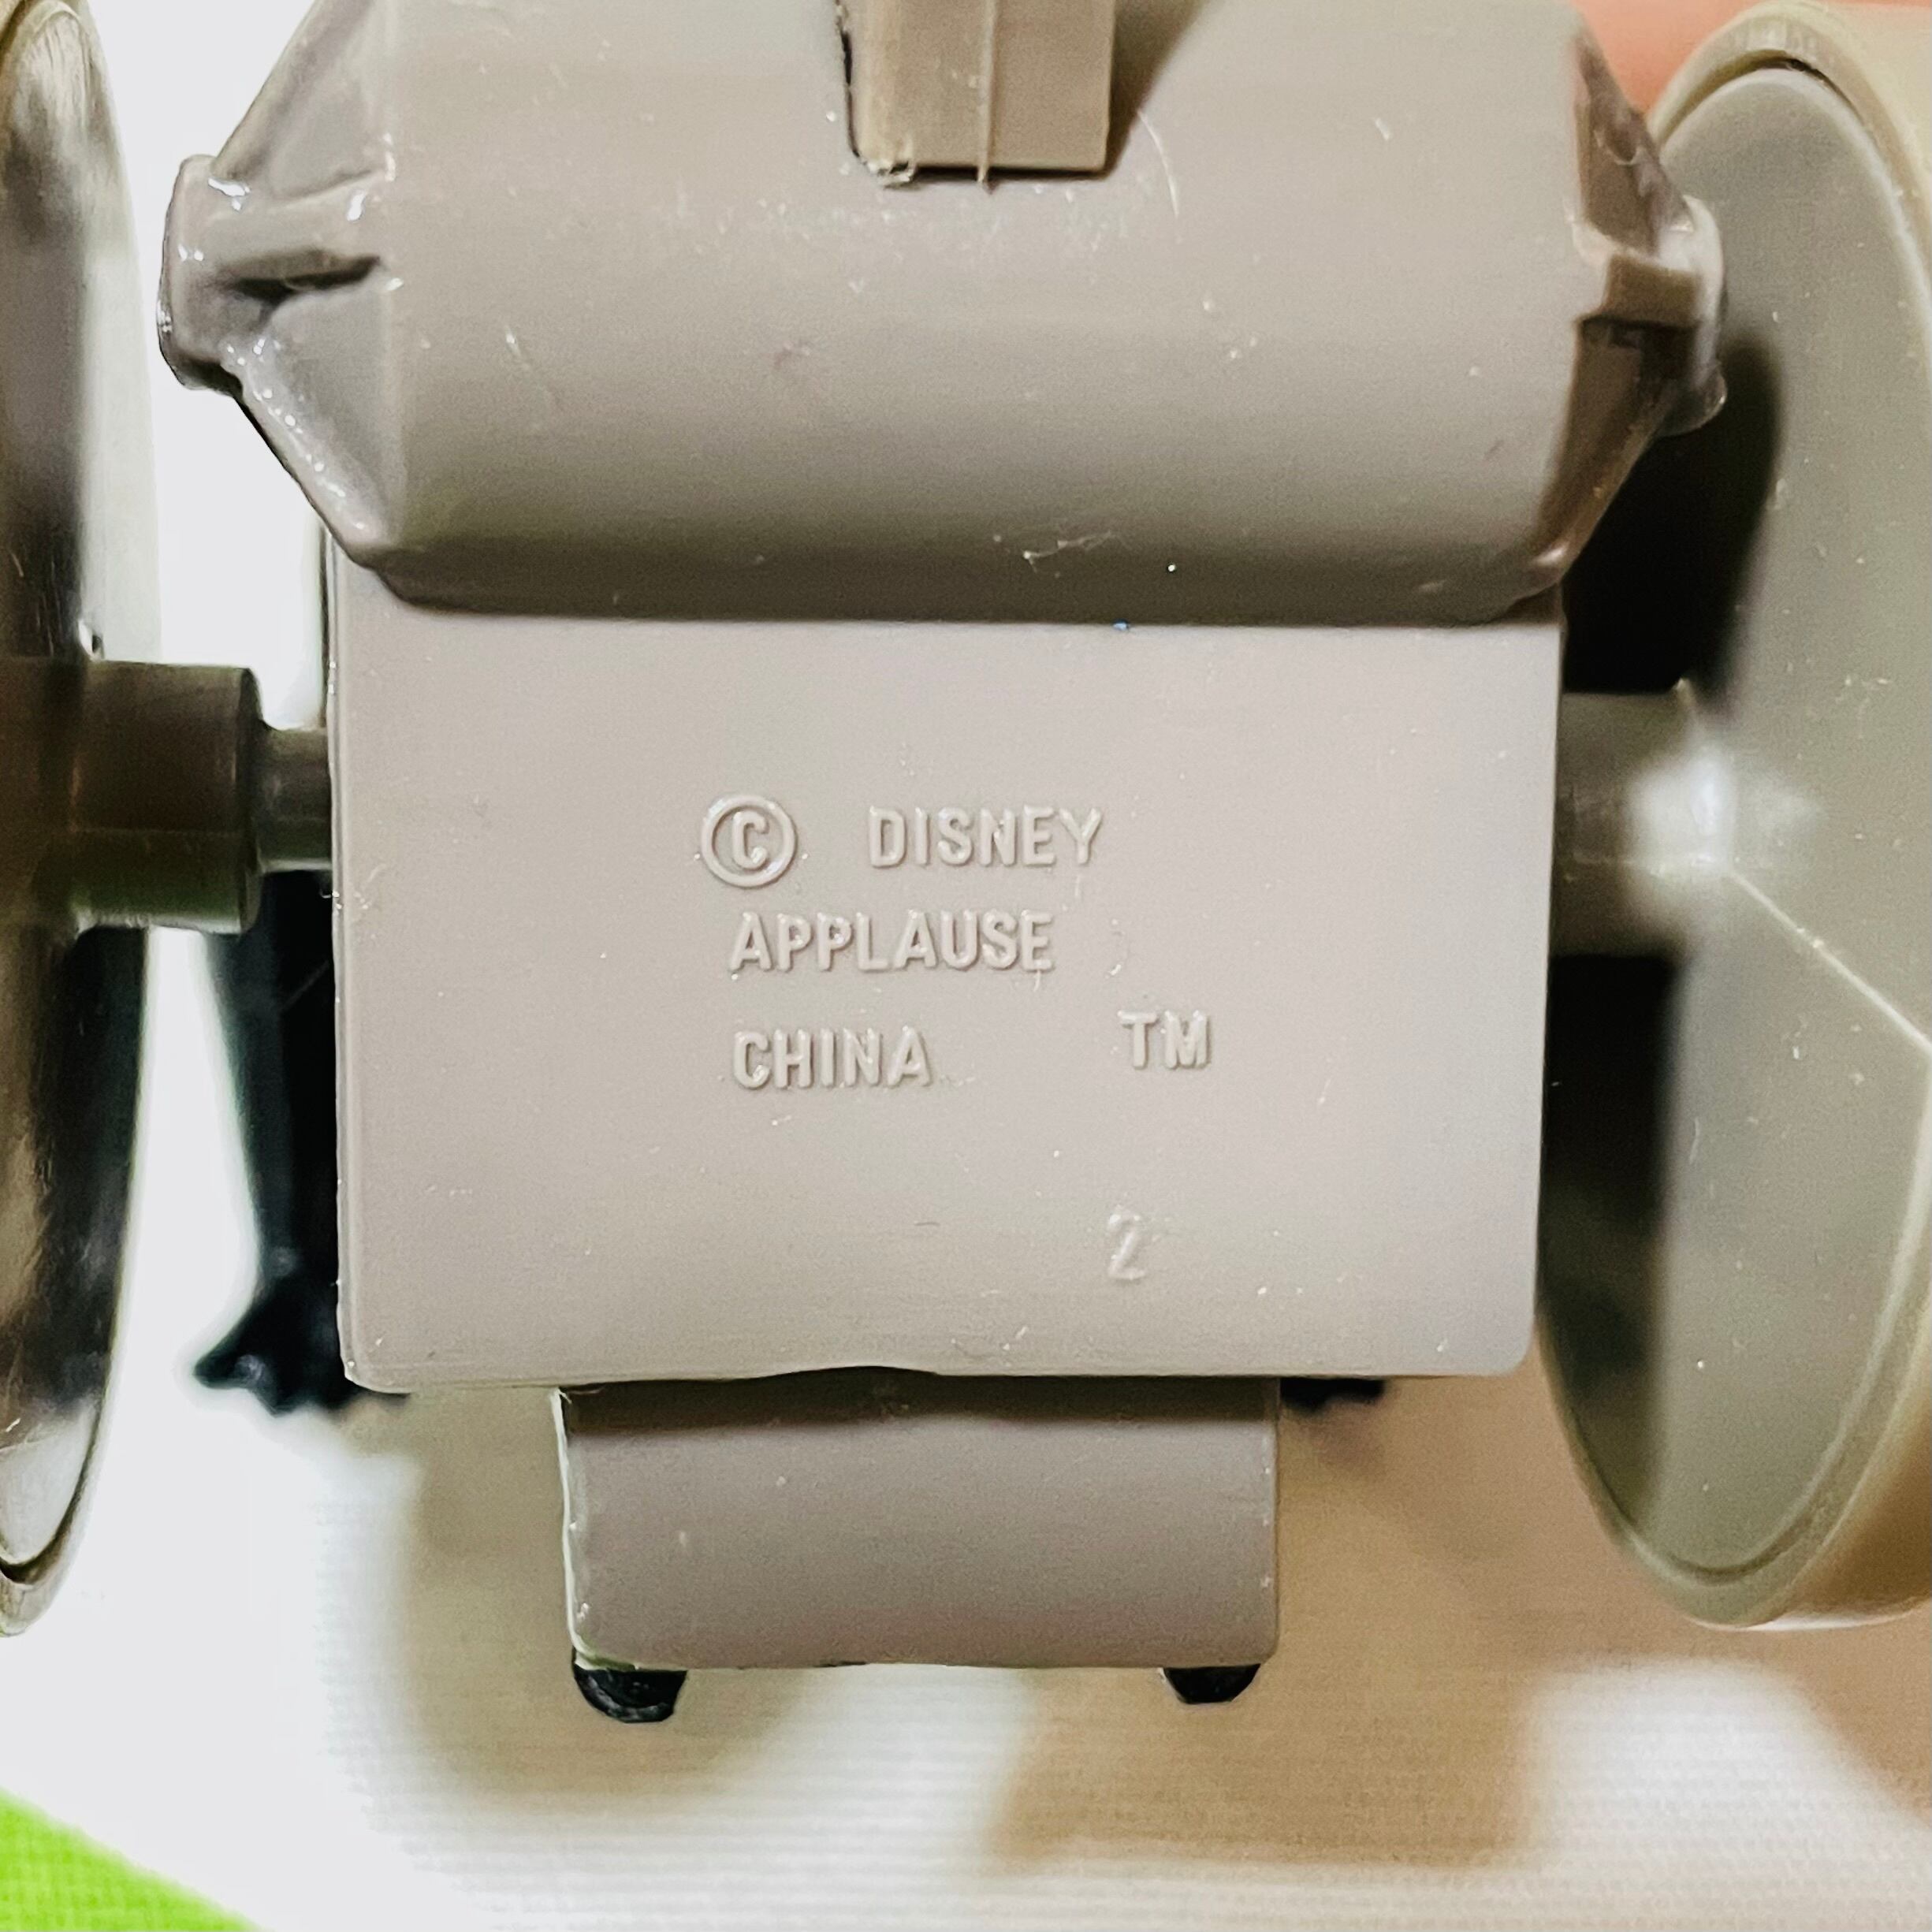 © DISNEY
APPLAUSE
CHINA TM
2